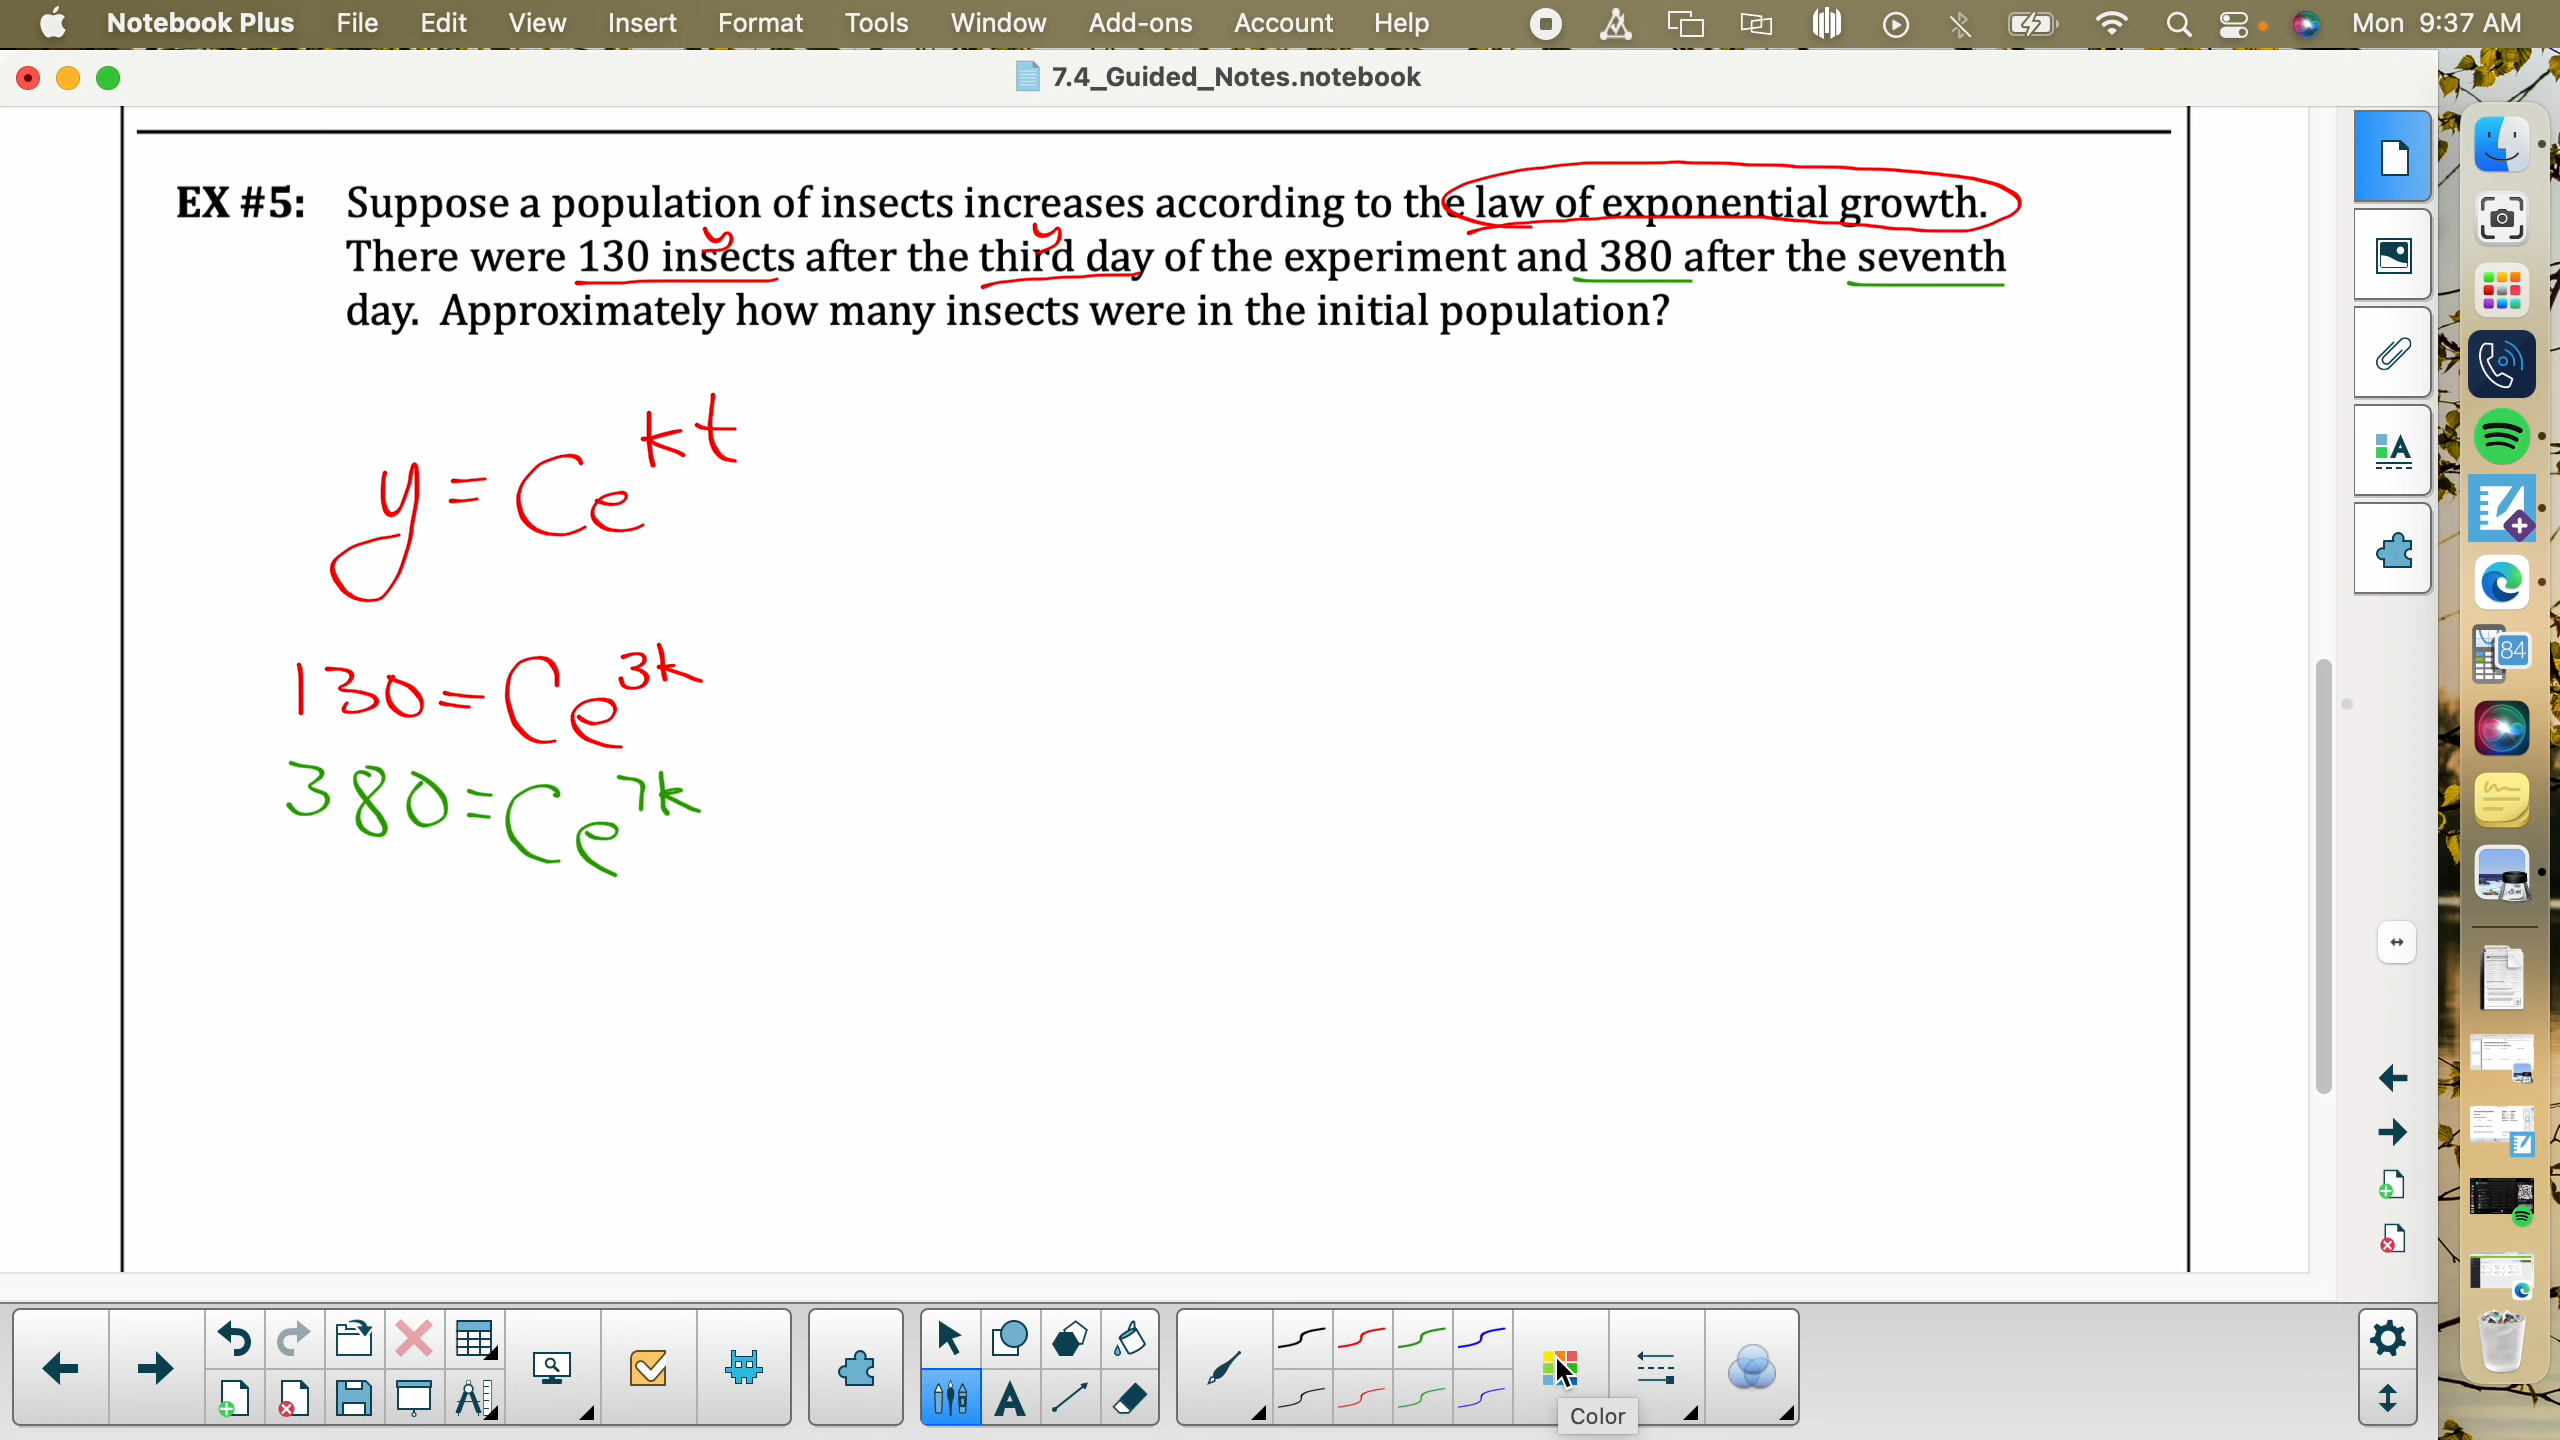 Notebook Plus File Edit View Insert Format Tools Window Add-ons Account Help Mon 9:37 AM
7.4_Guided_Notes.notebook
EX #5: Suppose a population of insects increases according to the law of exponential growth.
There were 130 insects after the third day of the experiment and 380 after the seventh
day. Approximately how many insects were in the initial population?
y = Ce^kt
130 = Ce^3k
380 = Ce^7k
84
Color